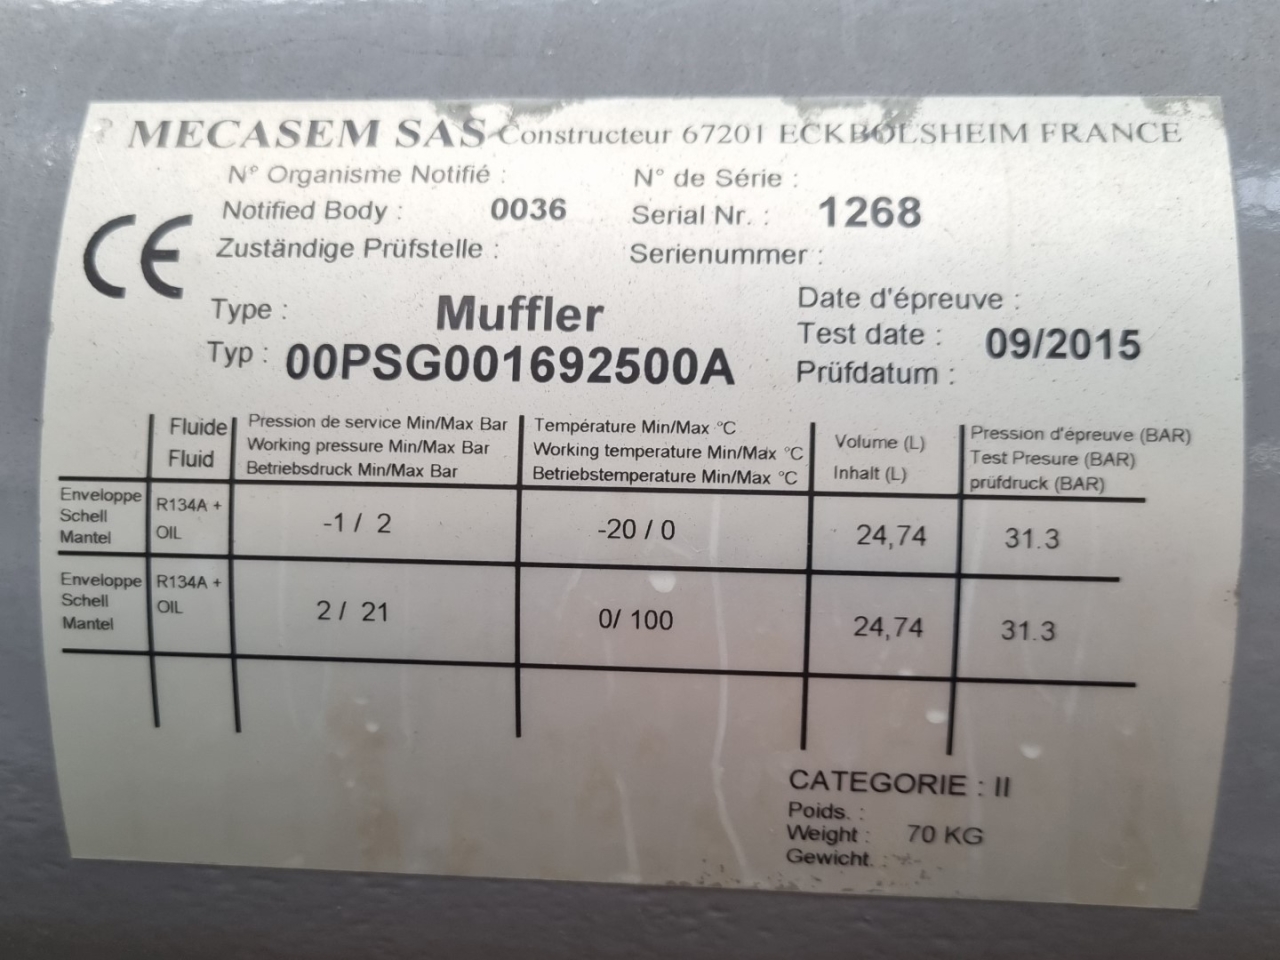 MECASEM SAS Constructeur 67201 ECKBOLSHEIM FRANCE
CE
N° Organisme Notifié :
Notified Body : 0036
Zuständige Prüfstelle :
N° de Série :
Serial Nr. : 1268
Serienummer :
Type : Muffler
Typ : 00PSG001692500A
Date d'épreuve :
Test date : 09/2015
Prüfdatum :
Fluide
Fluid
Pression de service Min/Max Bar
Working pressure Min/Max Bar
Betriebsdruck Min/Max Bar
Température Min/Max °C
Working temperature Min/Max °C
Betriebstemperature Min/Max °C
Volume (L)
Inhalt (L)
Pression d'épreuve (BAR)
Test Presure (BAR)
prüfdruck (BAR)
Enveloppe
Schell
Mantel
R134A +
OIL
-1 / 2
-20 / 0
24,74
31.3
Enveloppe
Schell
Mantel
R134A +
OIL
2 / 21
0/ 100
24,74
31.3
CATEGORIE : II
Poids. :
Weight : 70 KG
Gewicht. :